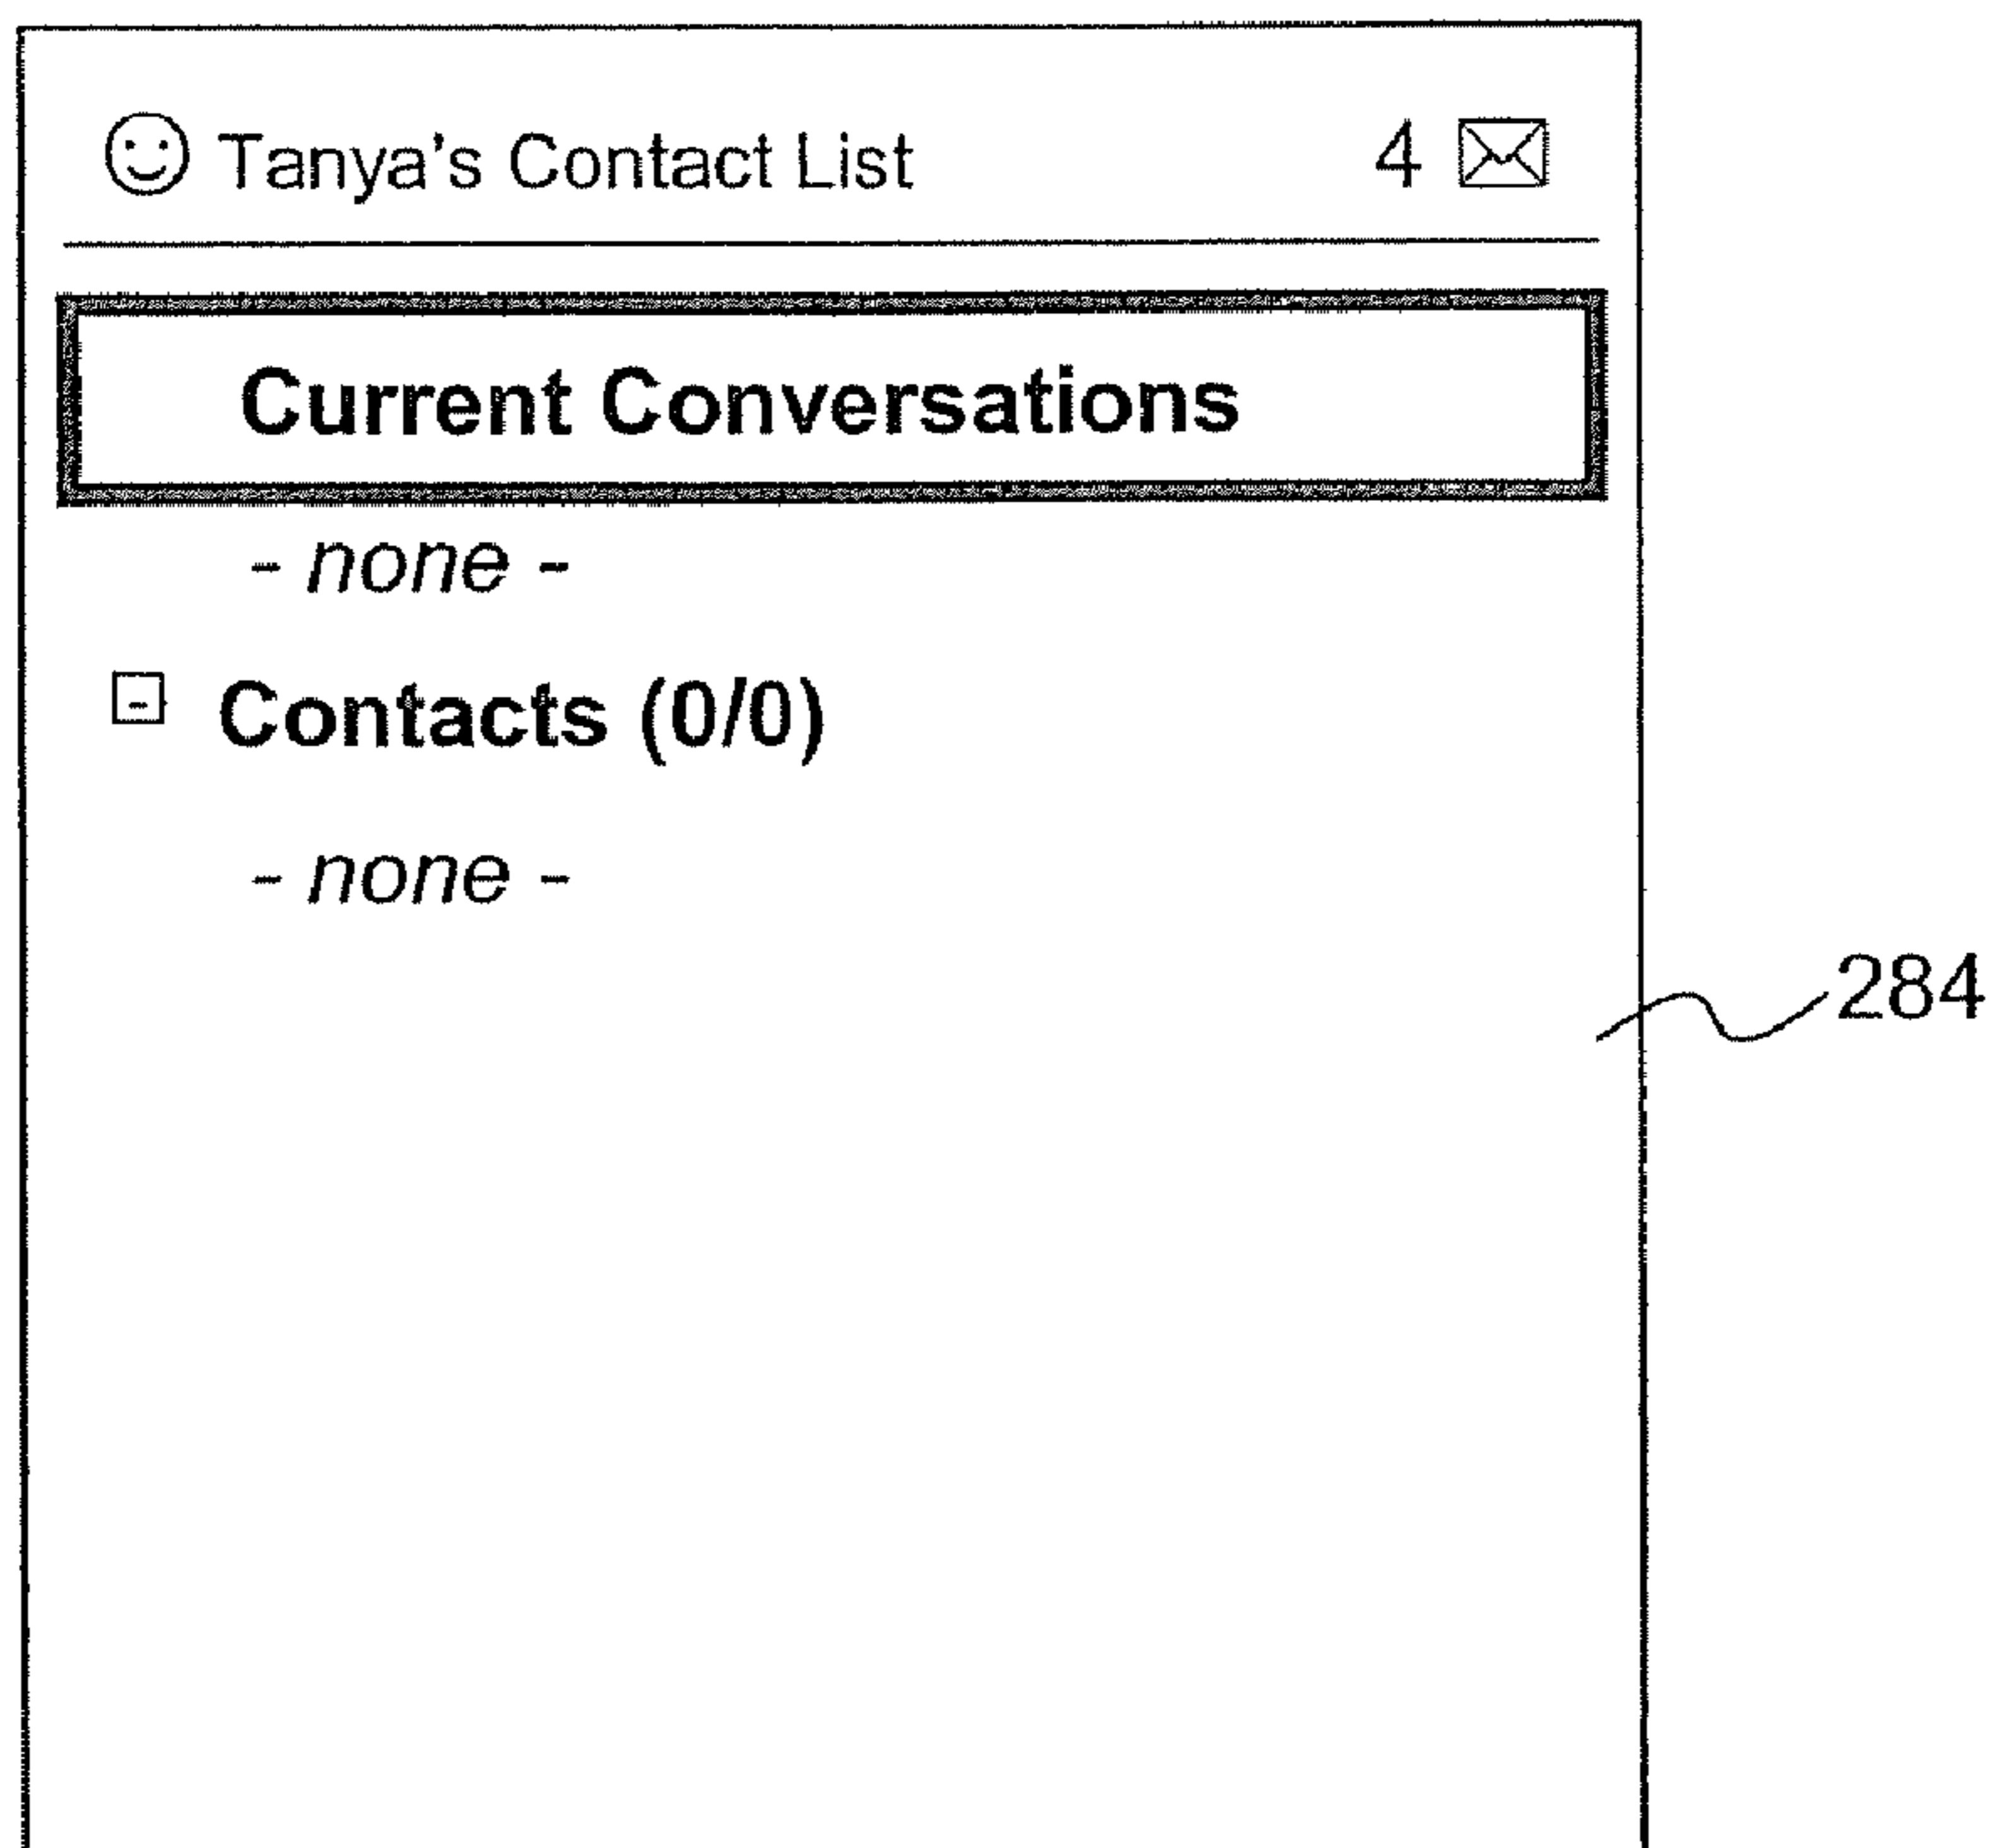 Tanya's Contact List 4
Current Conversations
- none -
Contacts (0/0)
- none -
284